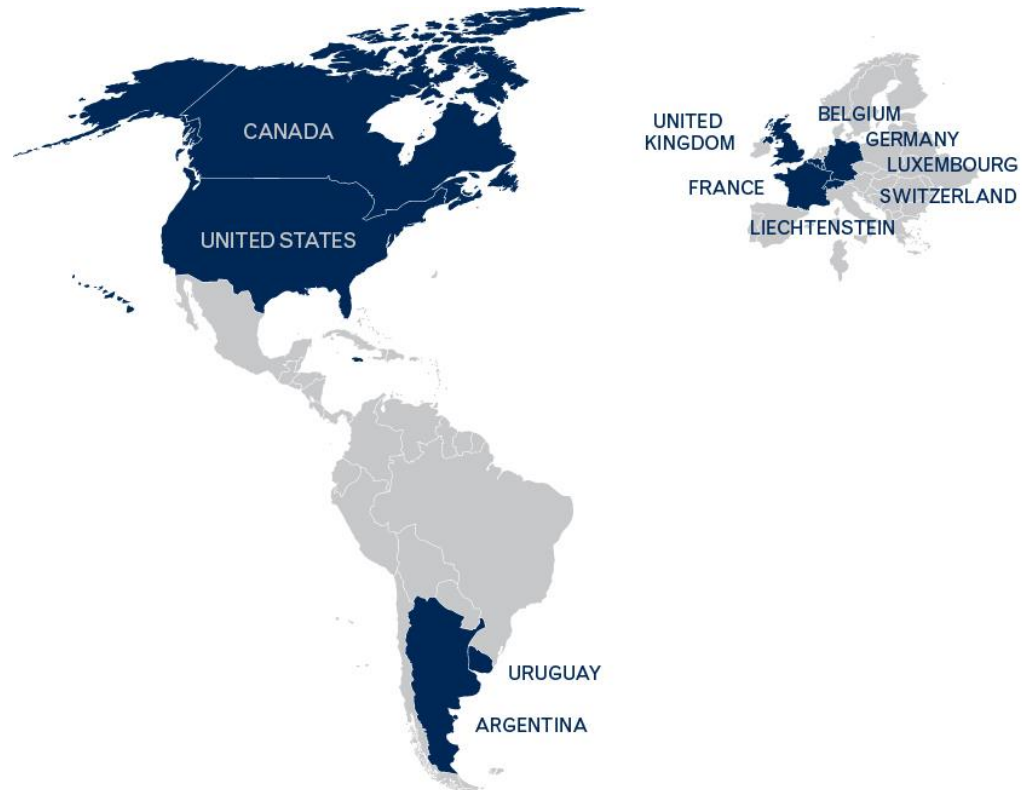 CANADA
UNITED STATES
UNITED
KINGDOM
BELGIUM
GERMANY
LUXEMBOURG
FRANCE
SWITZERLAND
LIECHTENSTEIN
URUGUAY
ARGENTINA